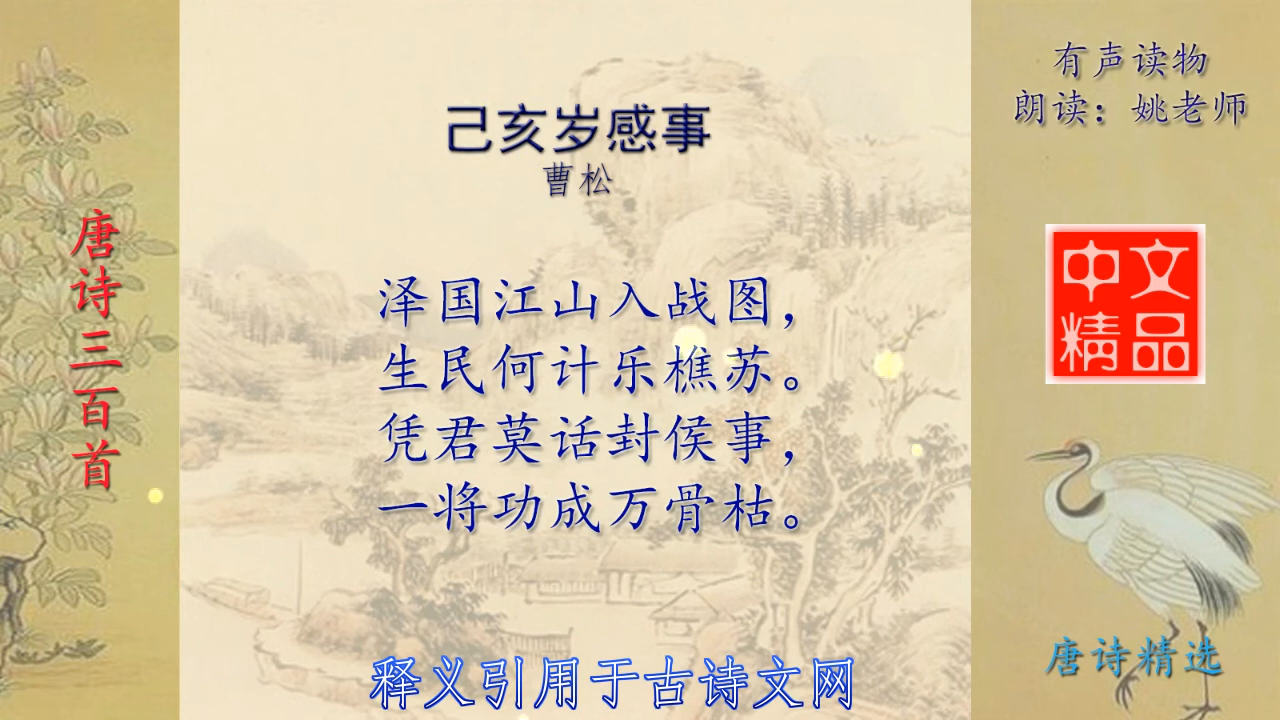 己亥岁感事
曹松
泽国江山入战图，
生民何计乐樵苏。
凭君莫话封侯事，
一将功成万骨枯。
释义引用于古诗文网
唐诗三百首
有声读物
朗读：姚老师
中文
精品
唐诗精选